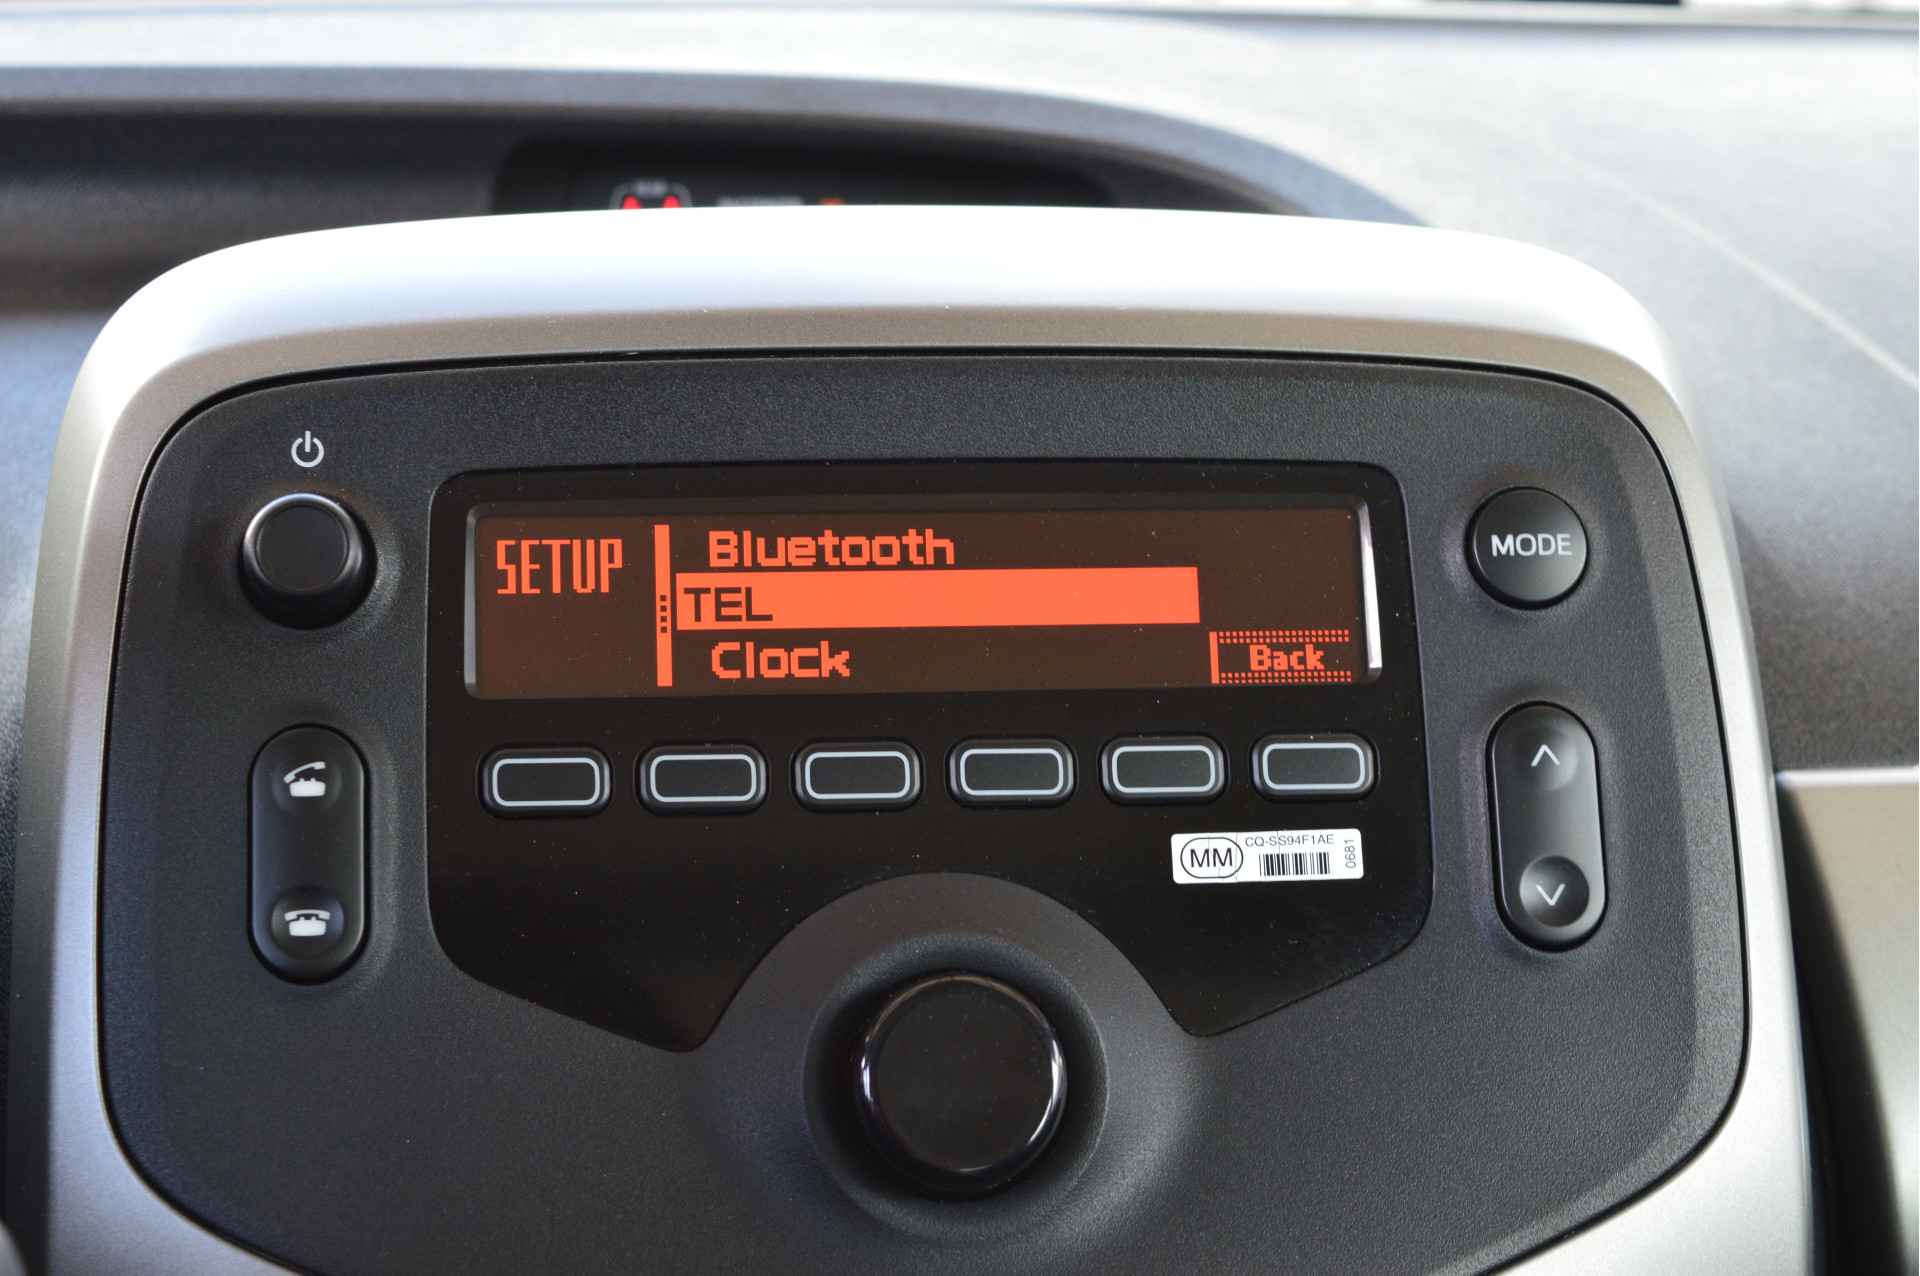 SETUP
Bluetooth
TEL
Clock
Back
MODE
MM
CQ-SS94F1AE
0681